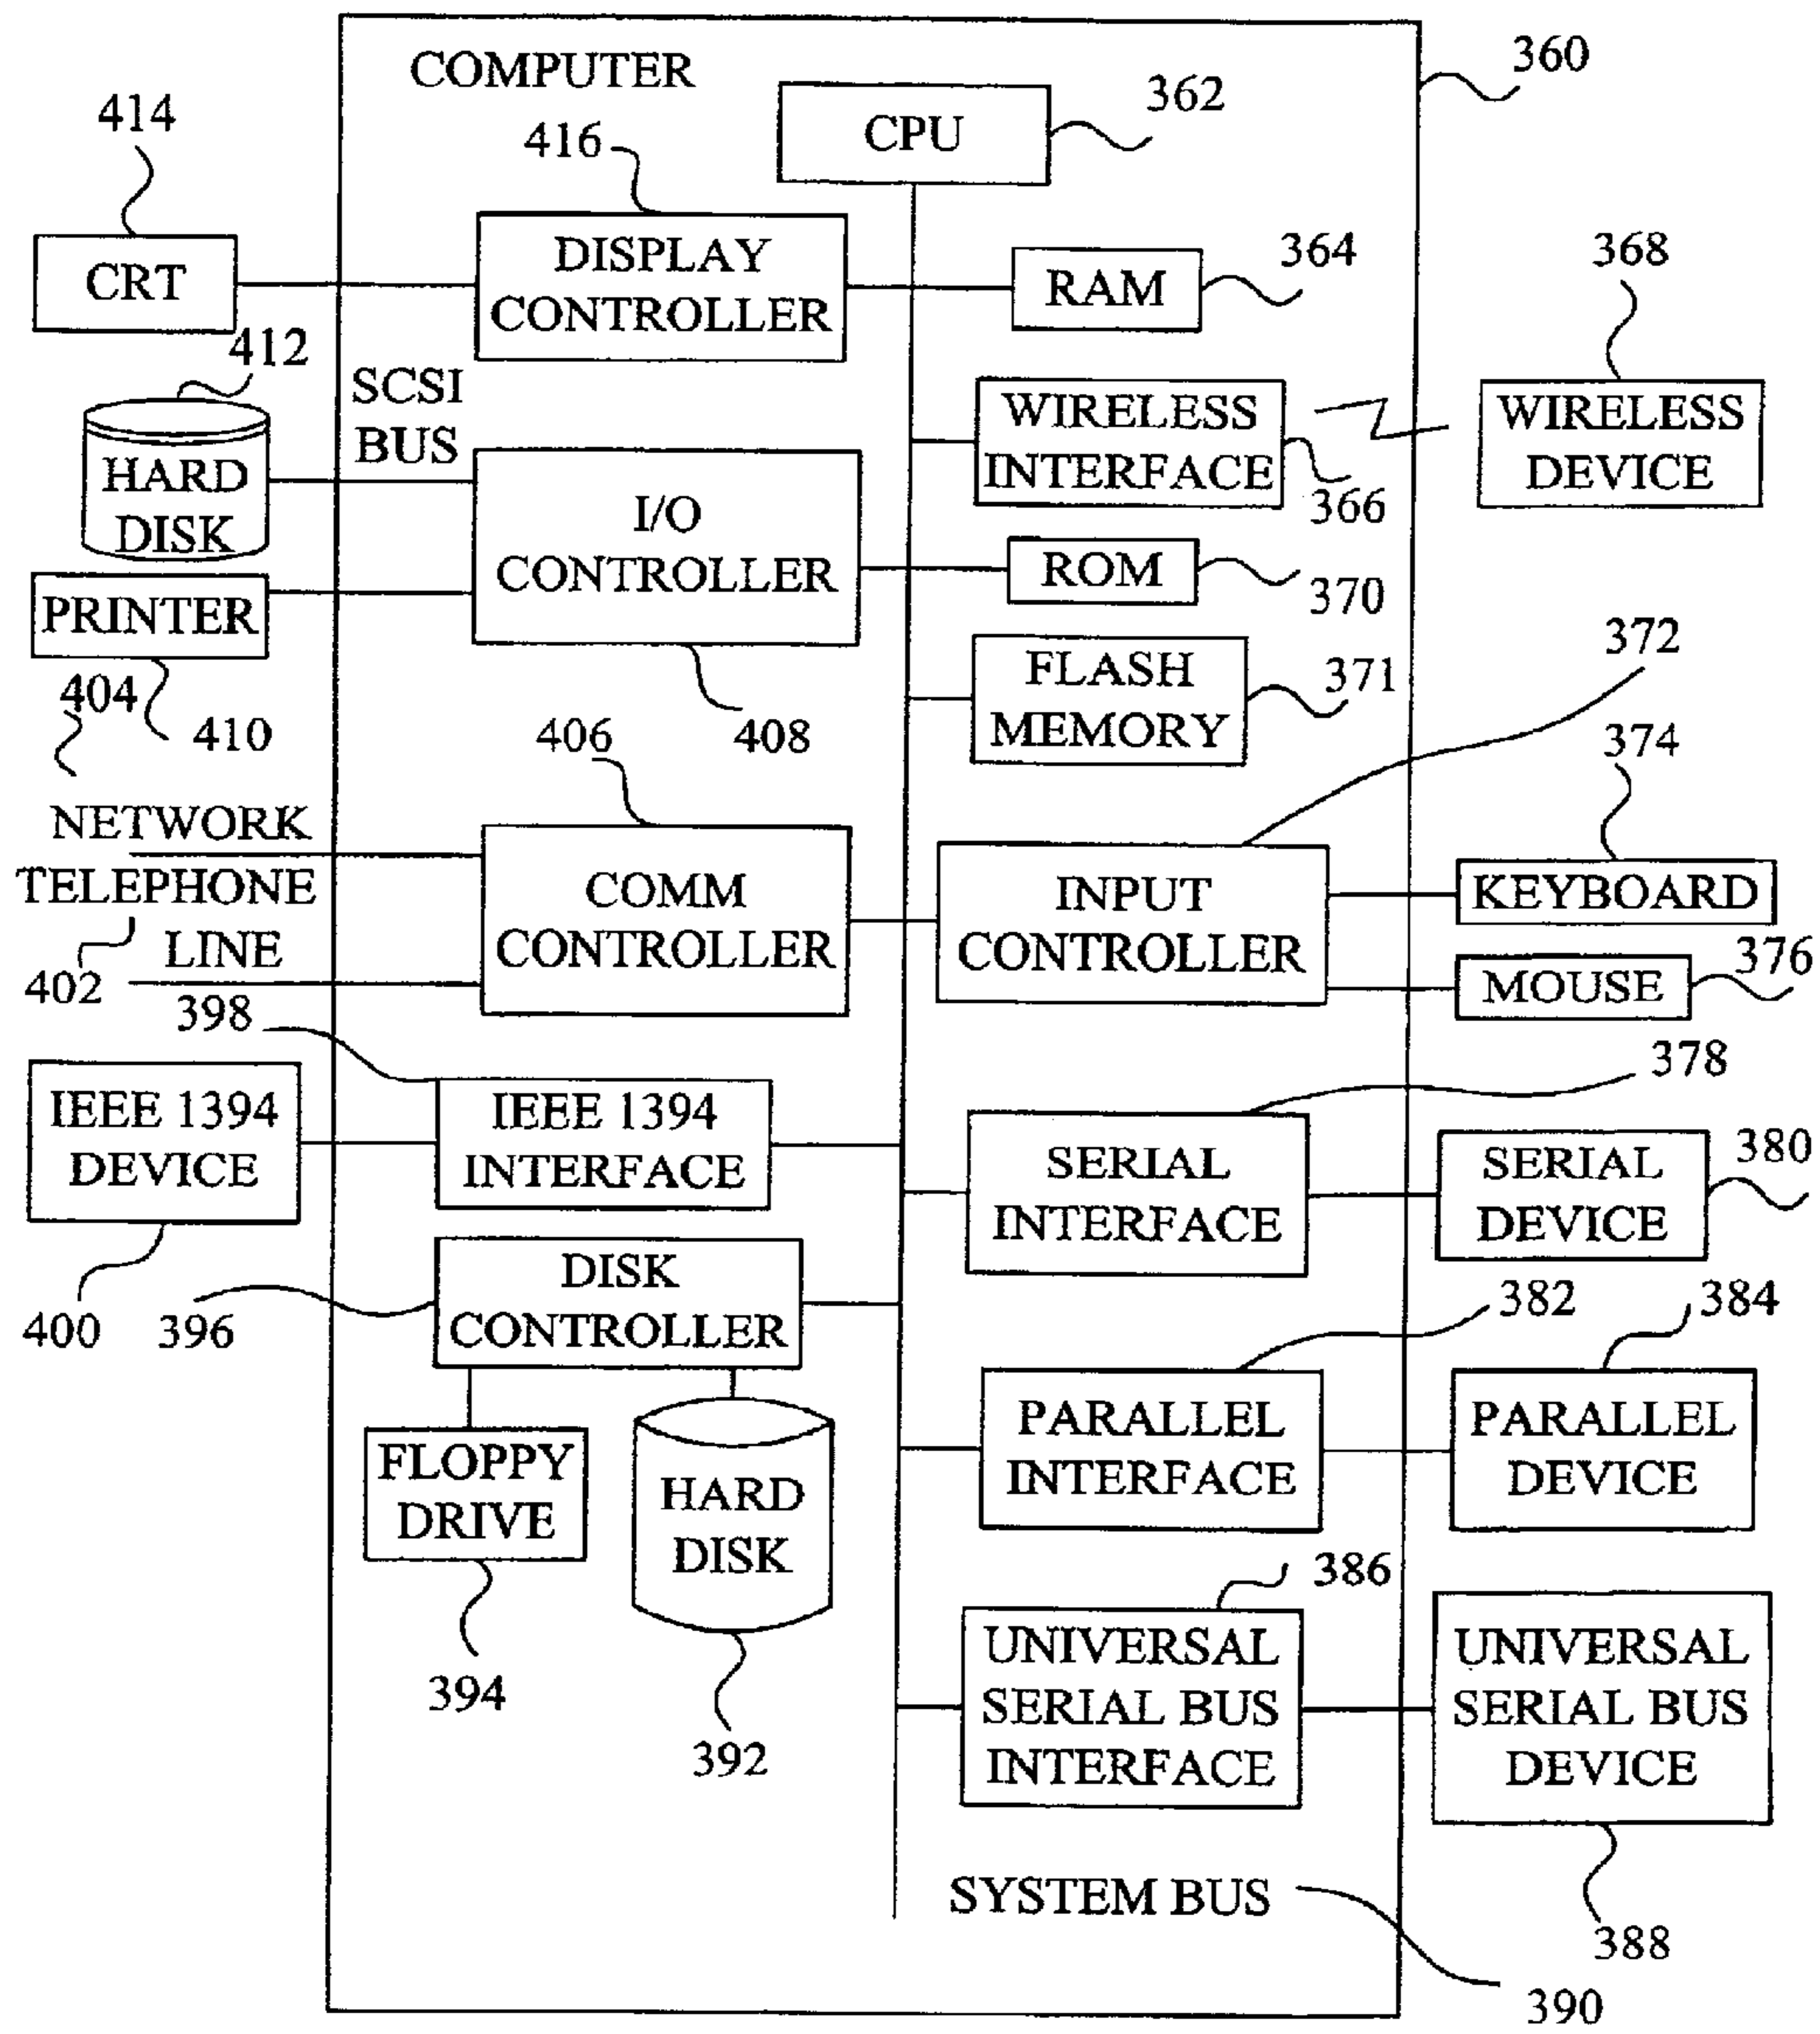 COMPUTER
360
362
CPU
414
416
CRT
DISPLAY
CONTROLLER
RAM
364
368
412
SCSI
BUS
WIRELESS
INTERFACE
366
WIRELESS
DEVICE
HARD
DISK
I/O
CONTROLLER
ROM
370
PRINTER
410
408
FLASH
MEMORY
371
372
404
406
374
NETWORK
TELEPHONE
LINE
402
COMM
CONTROLLER
INPUT
CONTROLLER
KEYBOARD
MOUSE
376
398
378
IEEE 1394
DEVICE
400
IEEE 1394
INTERFACE
SERIAL
INTERFACE
SERIAL
DEVICE
380
396
DISK
CONTROLLER
382
384
FLOPPY
DRIVE
394
HARD
DISK
392
PARALLEL
INTERFACE
PARALLEL
DEVICE
386
UNIVERSAL
SERIAL BUS
INTERFACE
UNIVERSAL
SERIAL BUS
DEVICE
388
SYSTEM BUS
390